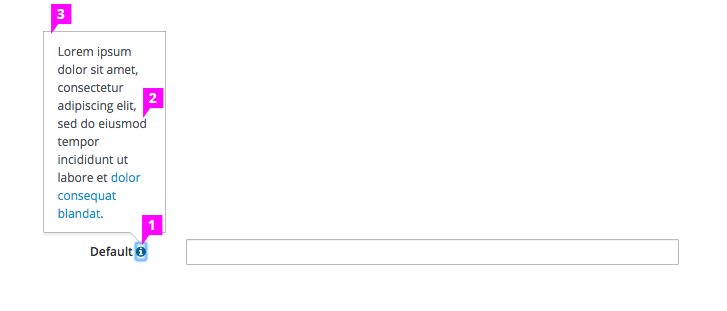 3
Lorem ipsum
dolor sit amet,
consectetur
adipiscing elit,
2
sed do eiusmod
tempor
incididunt ut
labore et dolor
consequat
blandat.
1
Default